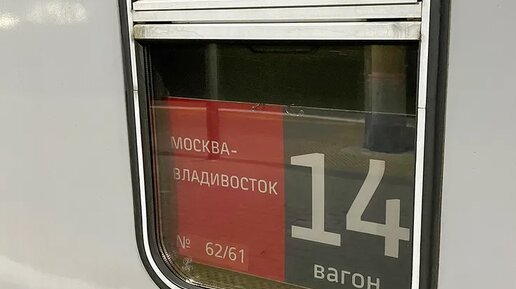 МОСКВА-
ВЛАДИВОСТОК
№ 62/61
14
вагон